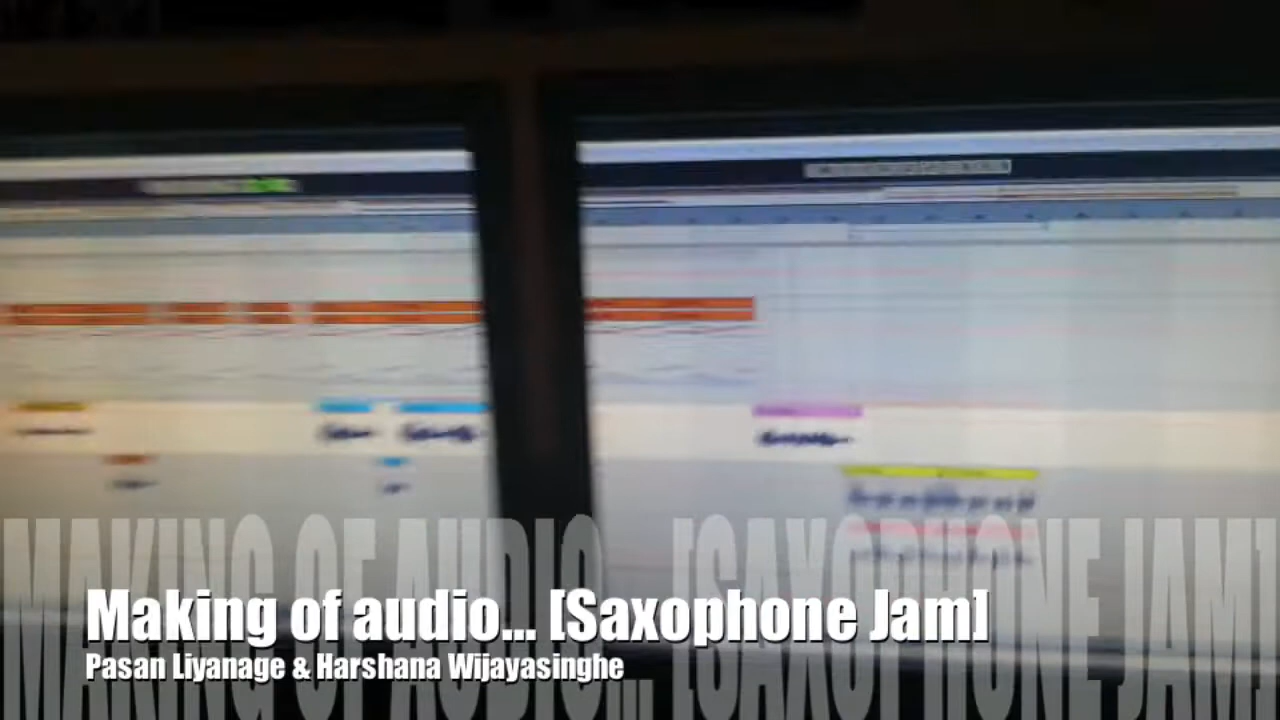 Making of audio... [Saxophone Jam]
Pasan Liyanage & Harshana Wijayasinghe
MAKING OF AUDIO... [SAXOPHONE JAM]